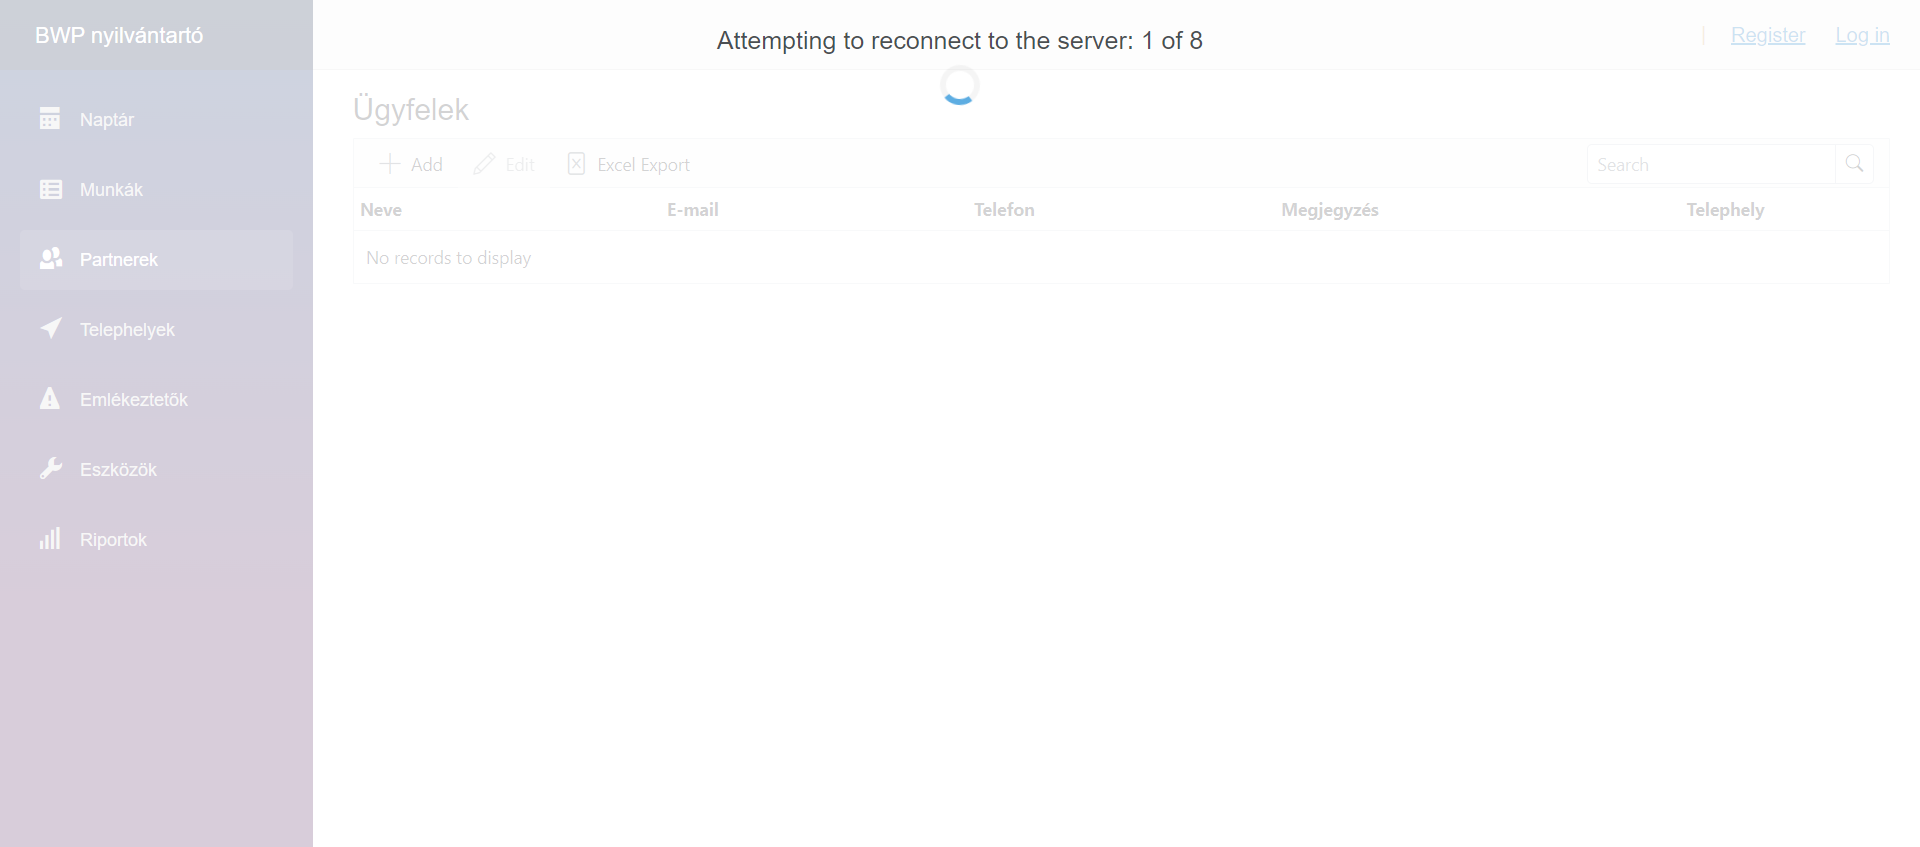 BWP nyilvántartó
Naptár
Munkák
Partnerek
Telephelyek
Emlékeztetők
Eszközök
Riportok
Attempting to reconnect to the server: 1 of 8
Register Log in
Ügyfelek
Add Edit Excel Export Search
Neve E-mail Telefon Megjegyzés Telephely
No records to display